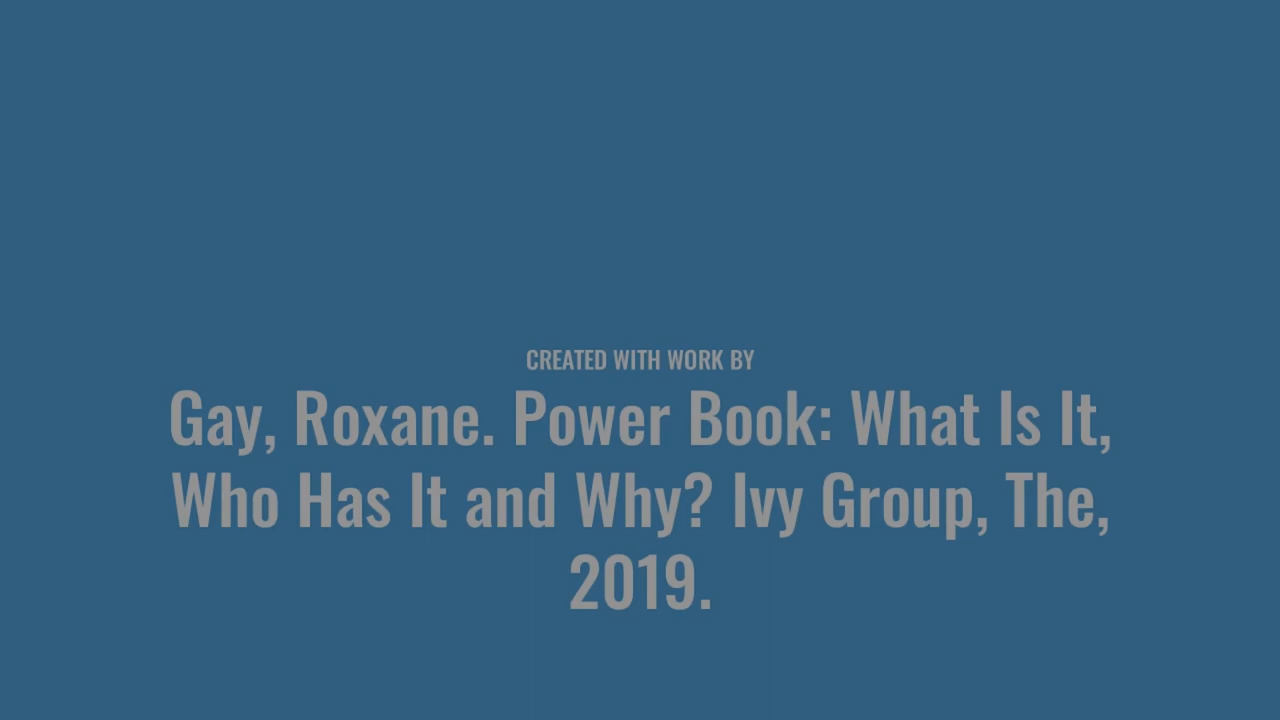 CREATED WITH WORK BY
Gay, Roxane. Power Book: What Is It,
Who Has It and Why? Ivy Group, The,
2019.